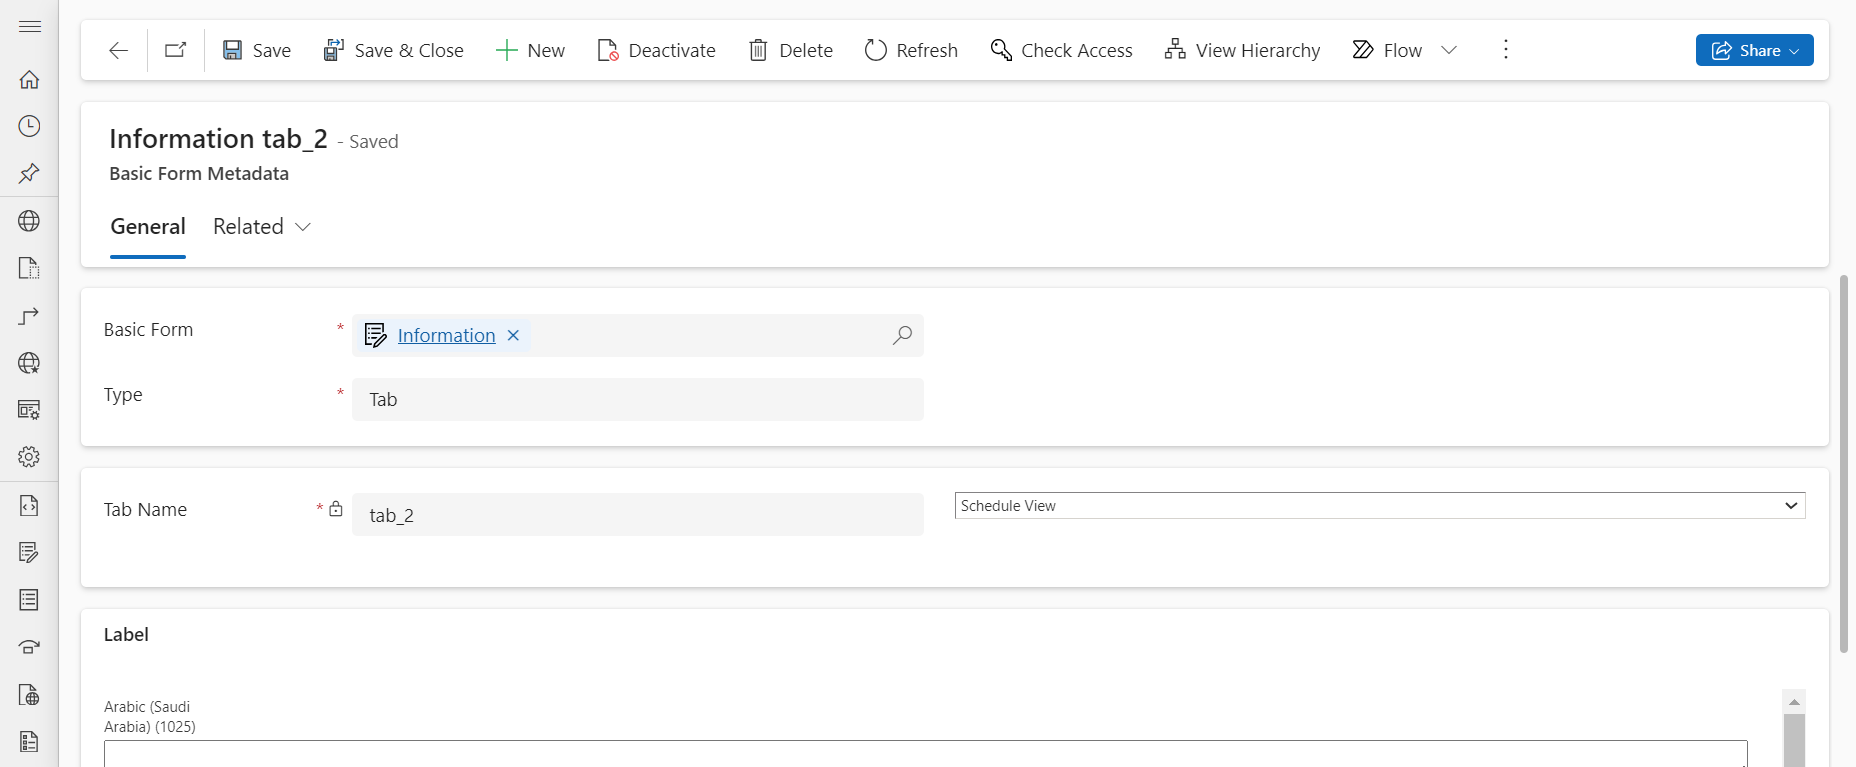 Save Save & Close New Deactivate Delete Refresh Check Access View Hierarchy Flow Share
Information tab_2 - Saved
Basic Form Metadata
General Related
Basic Form * Information
Type * Tab
Tab Name * tab_2 Schedule View
Label
Arabic (Saudi
Arabia) (1025)